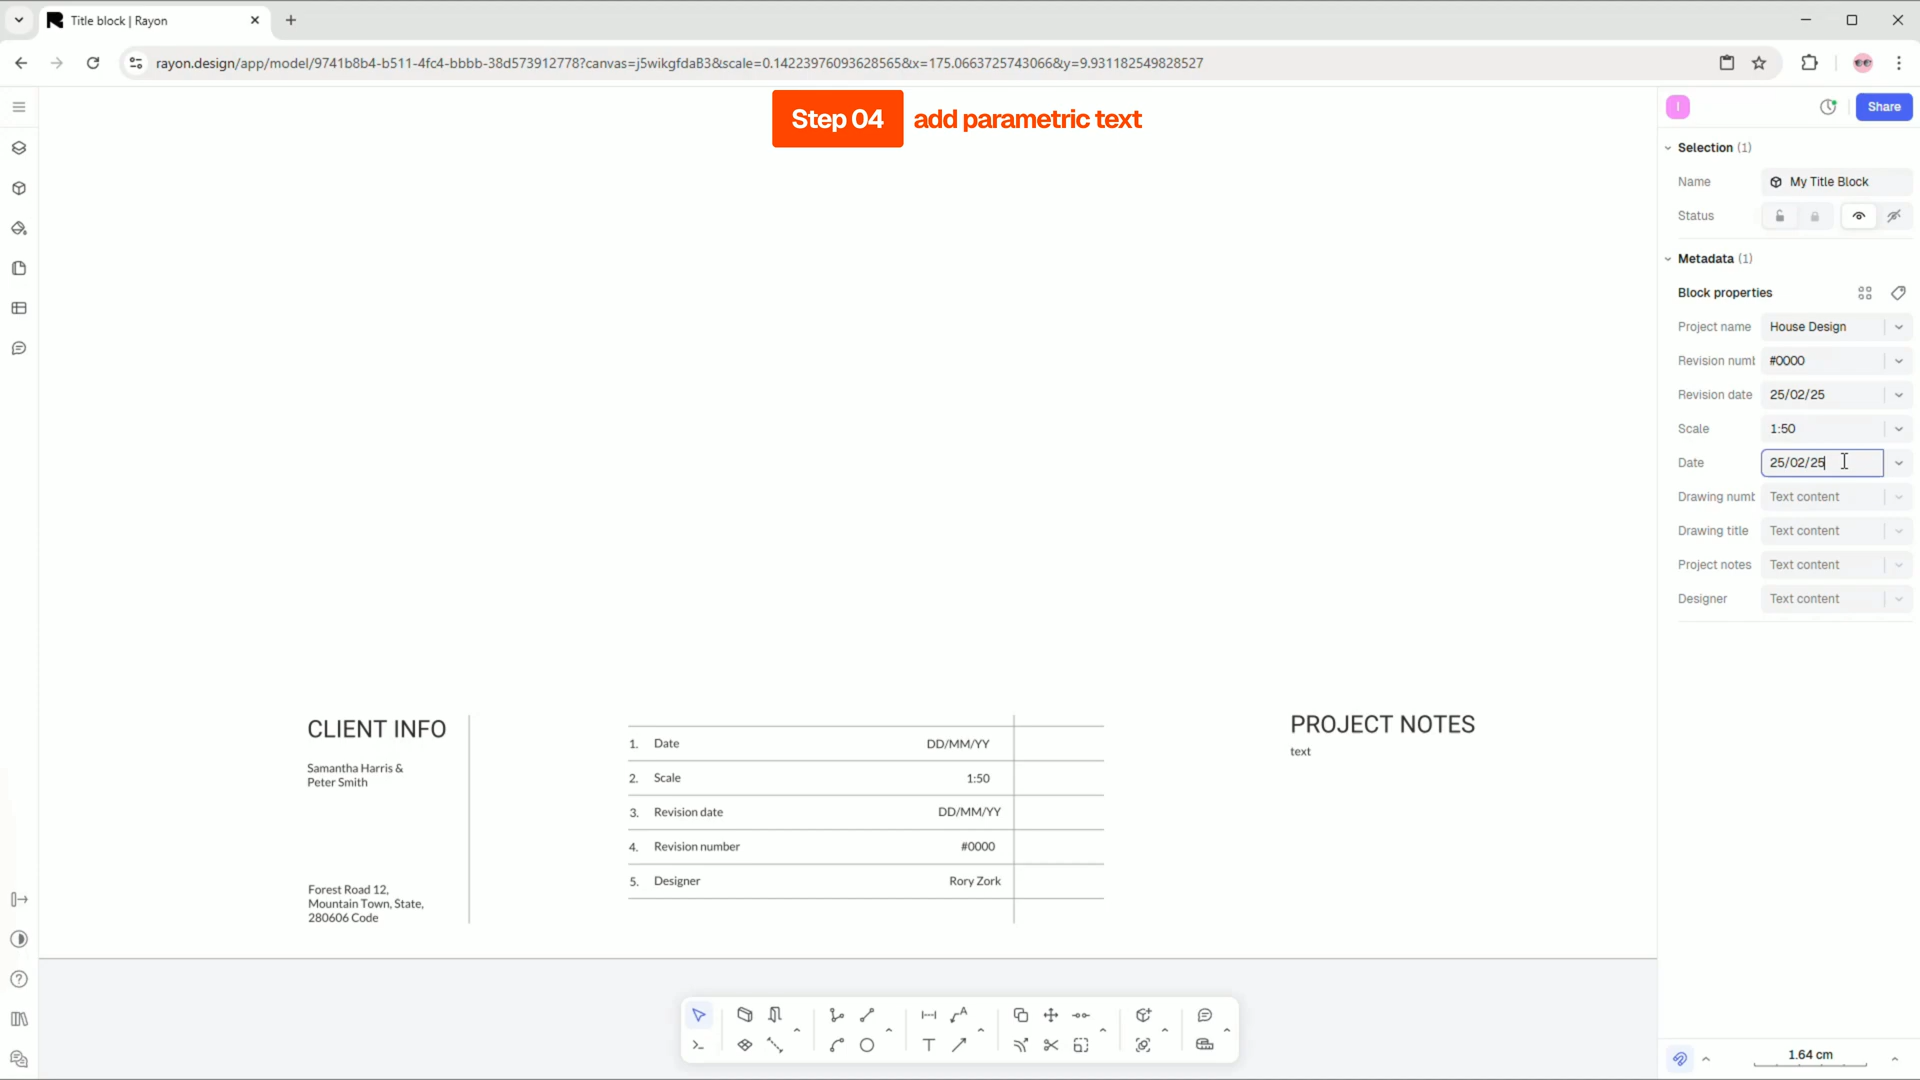 Title block | Rayon
rayon.design/app/model/9741b8b4-b511-4fc4-bbbb-38d573912778?canvas=j5wikgfdaB3&scale=0.14223976093628565&x=175.0663725743066&y=9.931182549828527
Step 04 add parametric text
I
Share
Selection (1)
Name My Title Block
Status
Metadata (1)
Block properties
Project name House Design
Revision numb #0000
Revision date 25/02/25
Scale 1:50
Date 25/02/25
Drawing numb Text content
Drawing title Text content
Project notes Text content
Designer Text content
CLIENT INFO
Samantha Harris &
Peter Smith
Forest Road 12,
Mountain Town, State,
280606 Code
1. Date DD/MM/YY
2. Scale 1:50
3. Revision date DD/MM/YY
4. Revision number #0000
5. Designer Rory Zork
PROJECT NOTES
text
1.64 cm